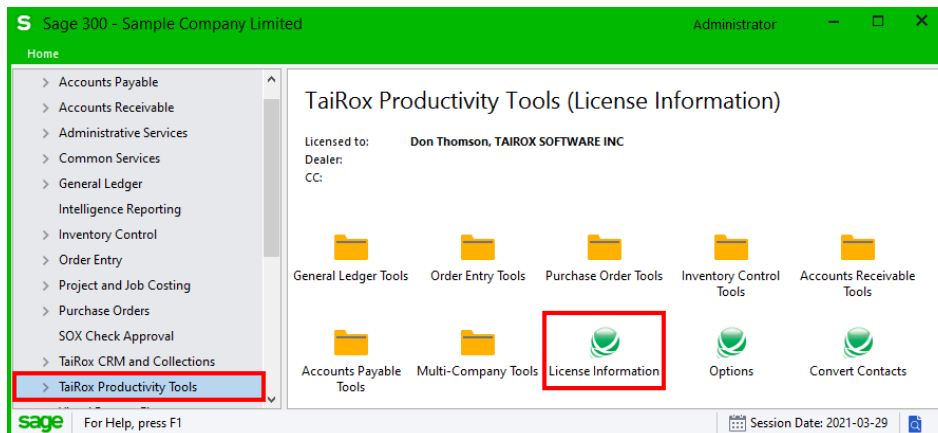 S Sage 300 - Sample Company Limited
Administrator
Home
Accounts Payable
Accounts Receivable
Administrative Services
Common Services
General Ledger
Intelligence Reporting
Inventory Control
Order Entry
Project and Job Costing
Purchase Orders
SOX Check Approval
TaiRox CRM and Collections
TaiRox Productivity Tools
TaiRox Productivity Tools (License Information)
Licensed to: Don Thomson, TAIROX SOFTWARE INC
Dealer:
CC:
General Ledger Tools
Order Entry Tools
Purchase Order Tools
Inventory Control
Tools
Accounts Receivable
Tools
Accounts Payable
Tools
Multi-Company Tools
License Information
Options
Convert Contacts
sage For Help, press F1
Session Date: 2021-03-29